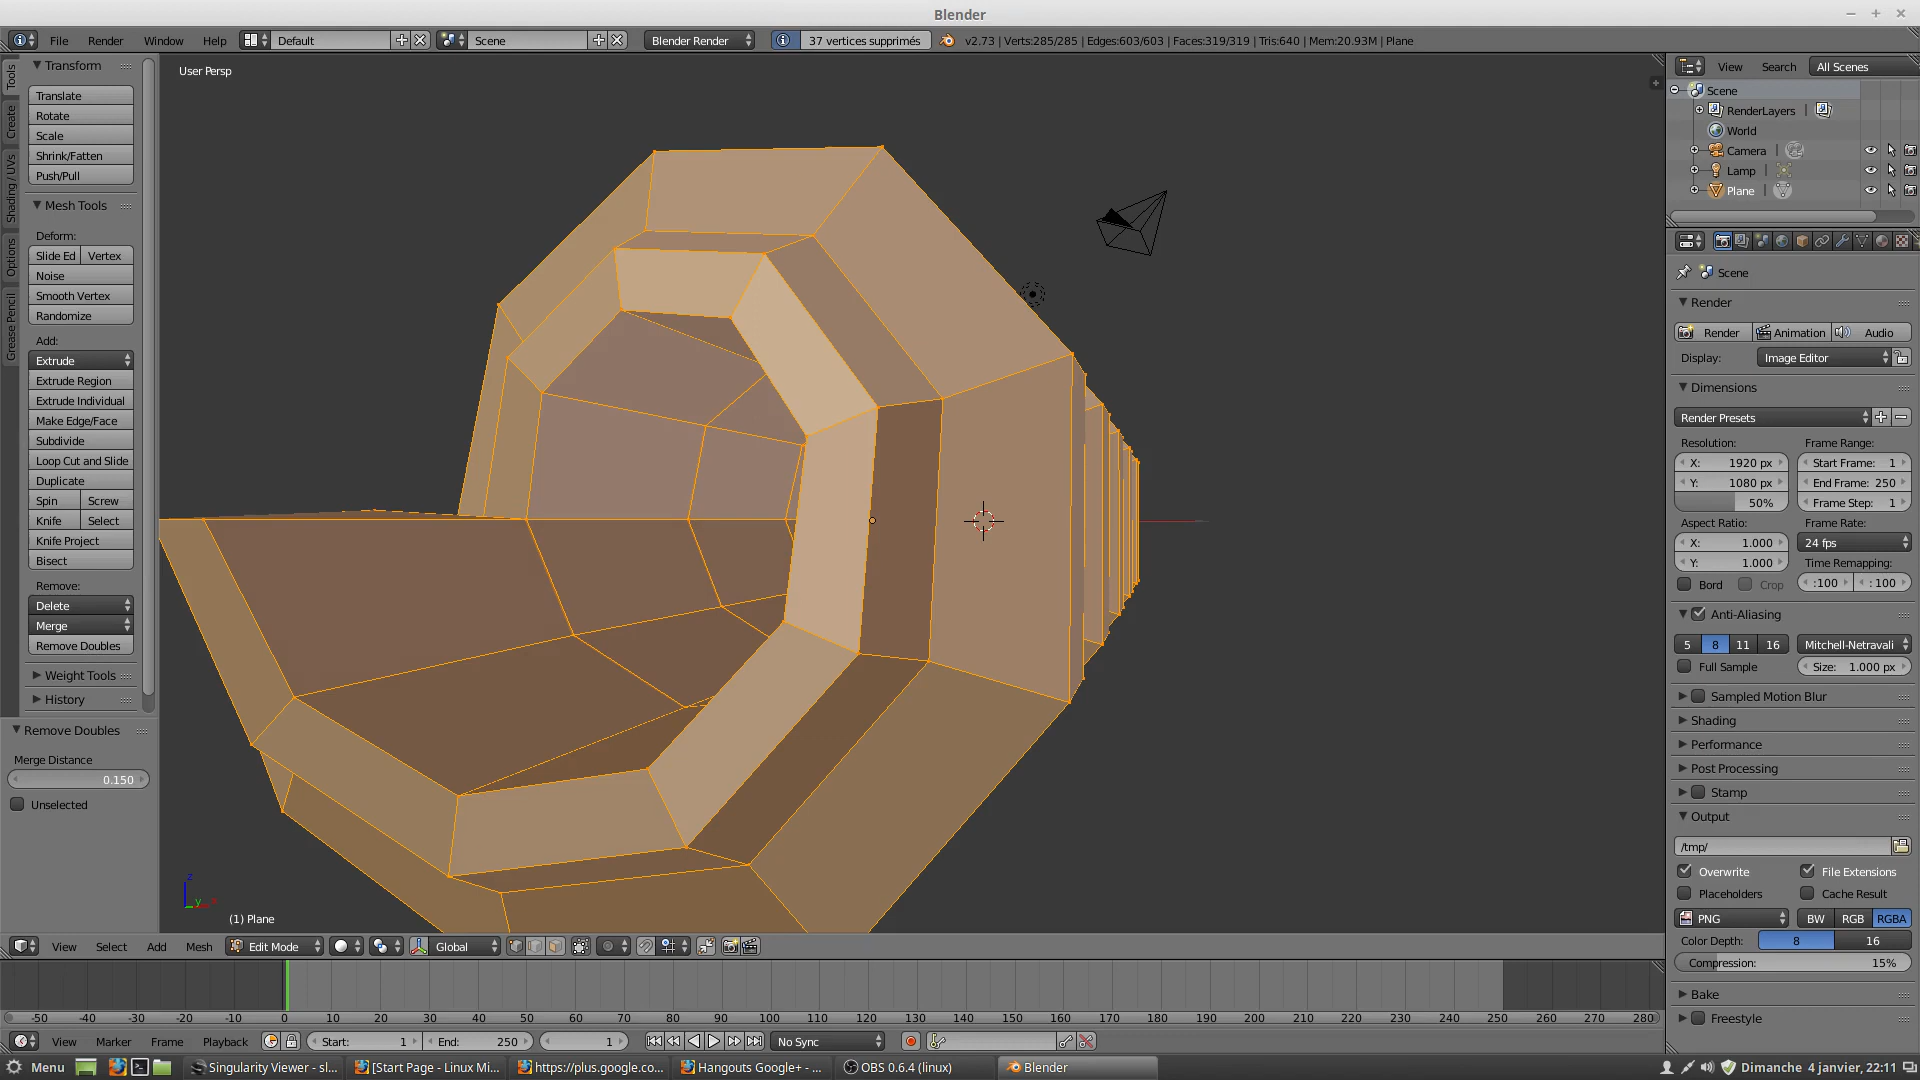 Blender
File Render Window Help Default Scene Blender Render 37 vertices supprimés v2.73 | Verts:285/285 | Edges:603/603 | Faces:319/319 | Tris:640 | Mem:20.93M | Plane
Tools
Create
Shading / UVs
Options
Grease Pencil
Transform
Translate
Rotate
Scale
Shrink/Fatten
Push/Pull
Mesh Tools
Deform:
Slide Ed Vertex
Noise
Smooth Vertex
Randomize
Add:
Extrude
Extrude Region
Extrude Individual
Make Edge/Face
Subdivide
Loop Cut and Slide
Duplicate
Spin Screw
Knife Select
Knife Project
Bisect
Remove:
Delete
Merge
Remove Doubles
Weight Tools
History
Remove Doubles
Merge Distance
0.150
Unselected
User Persp
z
y
x
(1) Plane
View Select Add Mesh Edit Mode Global
View Search All Scenes
Scene
RenderLayers |
World
Camera |
Lamp |
Plane |
Scene
Render
Render Animation Audio
Display: Image Editor
Dimensions
Render Presets
Resolution: Frame Range:
X: 1920 px Start Frame: 1
Y: 1080 px End Frame: 250
50% Frame Step: 1
Aspect Ratio: Frame Rate:
X: 1.000 24 fps
Y: 1.000 Time Remapping:
Bord Crop :100 : 100
Anti-Aliasing
5 8 11 16 Mitchell-Netravali
Full Sample Size: 1.000 px
Sampled Motion Blur
Shading
Performance
Post Processing
Stamp
Output
/tmp/
Overwrite File Extensions
Placeholders Cache Result
PNG BW RGB RGBA
Color Depth: 8 16
Compression: 15%
Bake
Freestyle
-50 -40 -30 -20 -10 0 10 20 30 40 50 60 70 80 90 100 110 120 130 140 150 160 170 180 190 200 210 220 230 240 250 260 270 280
View Marker Frame Playback Start: 1 End: 250 1 No Sync
Menu Singularity Viewer - sl... [Start Page - Linux Mi... https://plus.google.co... Hangouts Google+ - ... OBS 0.6.4 (linux) Blender Dimanche 4 janvier, 22:11